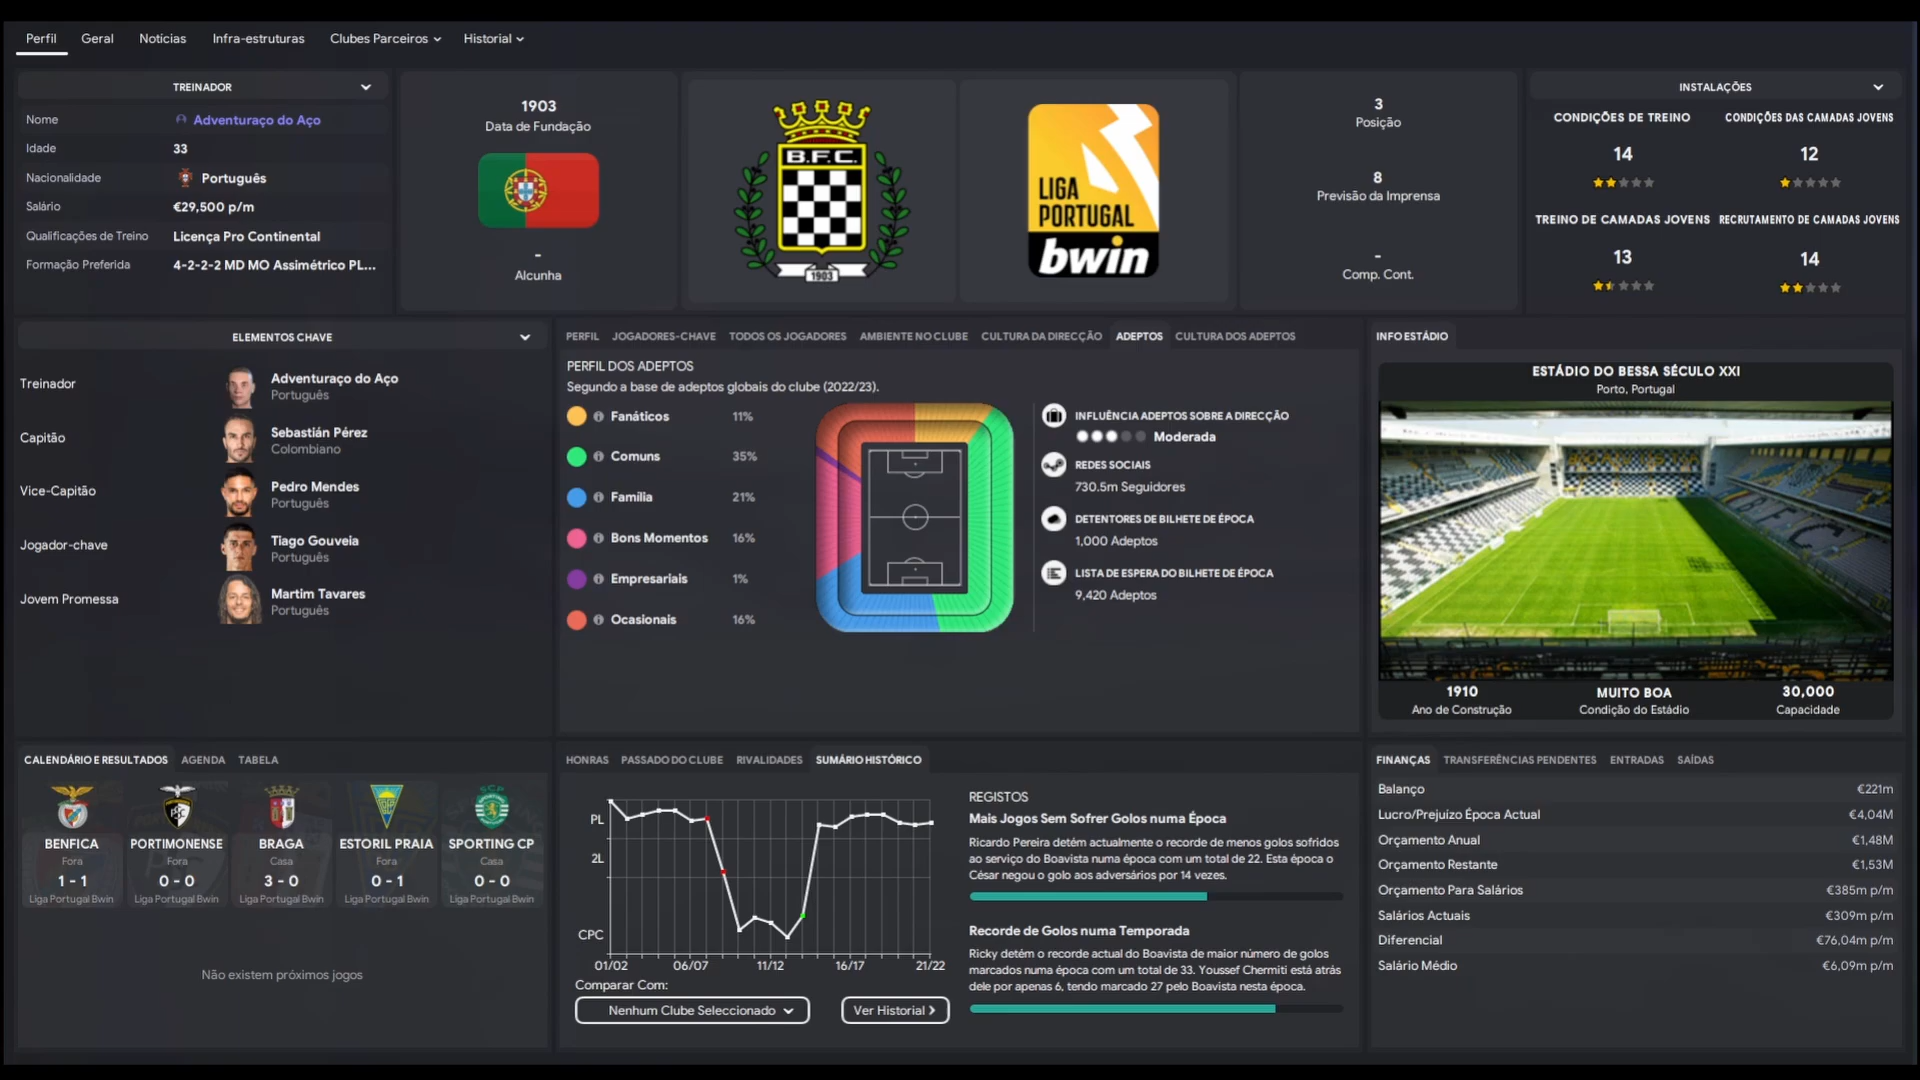 Perfil Geral Notícias Infra-estruturas Clubes Parceiros Historial
TREINADOR
Nome Adventuraço do Aço
Idade 33
Nacionalidade Português
Salário €29,500 p/m
Qualificações de Treino Licença Pro Continental
Formação Preferida 4-2-2-2 MD MO Assimétrico PL...
1903
Data de Fundação
-
Alcunha
B.F.C.
1903
LIGA
PORTUGAL
bwin
3
Posição
8
Previsão da Imprensa
-
Comp. Cont.
INSTALAÇÕES
CONDIÇÕES DE TREINO CONDIÇÕES DAS CAMADAS JOVENS
14 12
TREINO DE CAMADAS JOVENS RECRUTAMENTO DE CAMADAS JOVENS
13 14
ELEMENTOS CHAVE
Treinador Adventuraço do Aço
Português
Capitão Sebastián Pérez
Colombiano
Vice-Capitão Pedro Mendes
Português
Jogador-chave Tiago Gouveia
Português
Jovem Promessa Martim Tavares
Português
PERFIL JOGADORES-CHAVE TODOS OS JOGADORES AMBIENTE NO CLUBE CULTURA DA DIRECÇÃO ADEPTOS CULTURA DOS ADEPTOS
PERFIL DOS ADEPTOS
Segundo a base de adeptos globais do clube (2022/23).
Fanáticos 11%
Comuns 35%
Família 21%
Bons Momentos 16%
Empresariais 1%
Ocasionais 16%
INFLUÊNCIA ADEPTOS SOBRE A DIRECÇÃO
Moderada
REDES SOCIAIS
730.5m Seguidores
DETENTORES DE BILHETE DE ÉPOCA
1,000 Adeptos
LISTA DE ESPERA DO BILHETE DE ÉPOCA
9,420 Adeptos
INFO ESTÁDIO
ESTÁDIO DO BESSA SÉCULO XXI
Porto, Portugal
1910 MUITO BOA 30,000
Ano de Construção Condição do Estádio Capacidade
CALENDÁRIO E RESULTADOS AGENDA TABELA
SCP
BENFICA PORTIMONENSE BRAGA ESTORIL PRAIA SPORTING CP
Fora Fora Casa Fora Casa
1 - 1 0 - 0 3 - 0 0 - 1 0 - 0
Liga Portugal Bwin Liga Portugal Bwin Liga Portugal Bwin Liga Portugal Bwin Liga Portugal Bwin
Não existem próximos jogos
HONRAS PASSADO DO CLUBE RIVALIDADES SUMÁRIO HISTÓRICO
PL
2L
CPC
01/02 06/07 11/12 16/17 21/22
Comparar Com:
Nenhum Clube Seleccionado Ver Historial
REGISTOS
Mais Jogos Sem Sofrer Golos numa Época
Ricardo Pereira detém actualmente o recorde de menos golos sofridos
ao serviço do Boavista numa época com um total de 22. Esta época o
César negou o golo aos adversários por 14 vezes.
Recorde de Golos numa Temporada
Ricky detém o recorde actual do Boavista de maior número de golos
marcados numa época com um total de 33. Youssef Chermiti está atrás
dele por apenas 6, tendo marcado 27 pelo Boavista nesta época.
FINANÇAS TRANSFERÊNCIAS PENDENTES ENTRADAS SAÍDAS
Balanço €221m
Lucro/Prejuízo Época Actual €4,04M
Orçamento Anual €1,48M
Orçamento Restante €1,53M
Orçamento Para Salários €385m p/m
Salários Actuais €309m p/m
Diferencial €76,04m p/m
Salário Médio €6,09m p/m